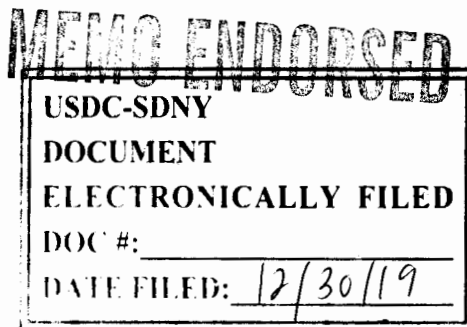 MEMO ENDORSED
USDC-SDNY
DOCUMENT
ELECTRONICALLY FILED
DOC #:
DATE FILED: 12/30/19